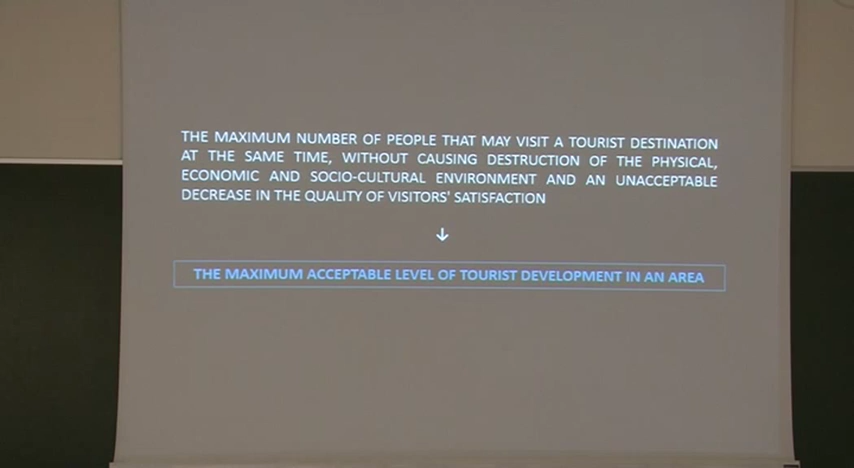 THE MAXIMUM NUMBER OF PEOPLE THAT MAY VISIT A TOURIST DESTINATION
AT THE SAME TIME, WITHOUT CAUSING DESTRUCTION OF THE PHYSICAL,
ECONOMIC AND SOCIO-CULTURAL ENVIRONMENT AND AN UNACCEPTABLE
DECREASE IN THE QUALITY OF VISITORS' SATISFACTION
↓
THE MAXIMUM ACCEPTABLE LEVEL OF TOURIST DEVELOPMENT IN AN AREA